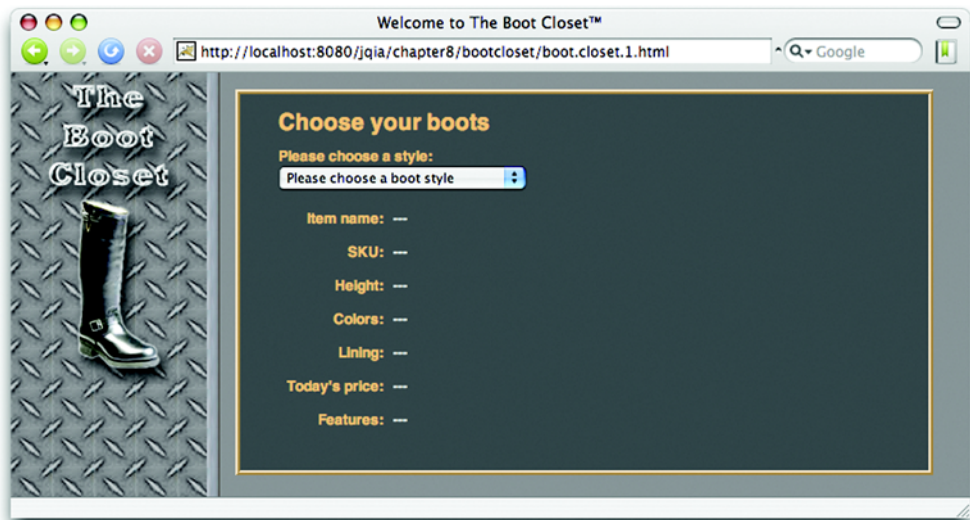 Welcome to The Boot Closet™
http://localhost:8080/jqia/chapter8/bootcloset/boot.closet.1.html
Google
The
Boot
Closet
Choose your boots
Please choose a style:
Please choose a boot style
Item name: ---
SKU: ---
Height: ---
Colors: ---
Lining: ---
Today's price: ---
Features: ---